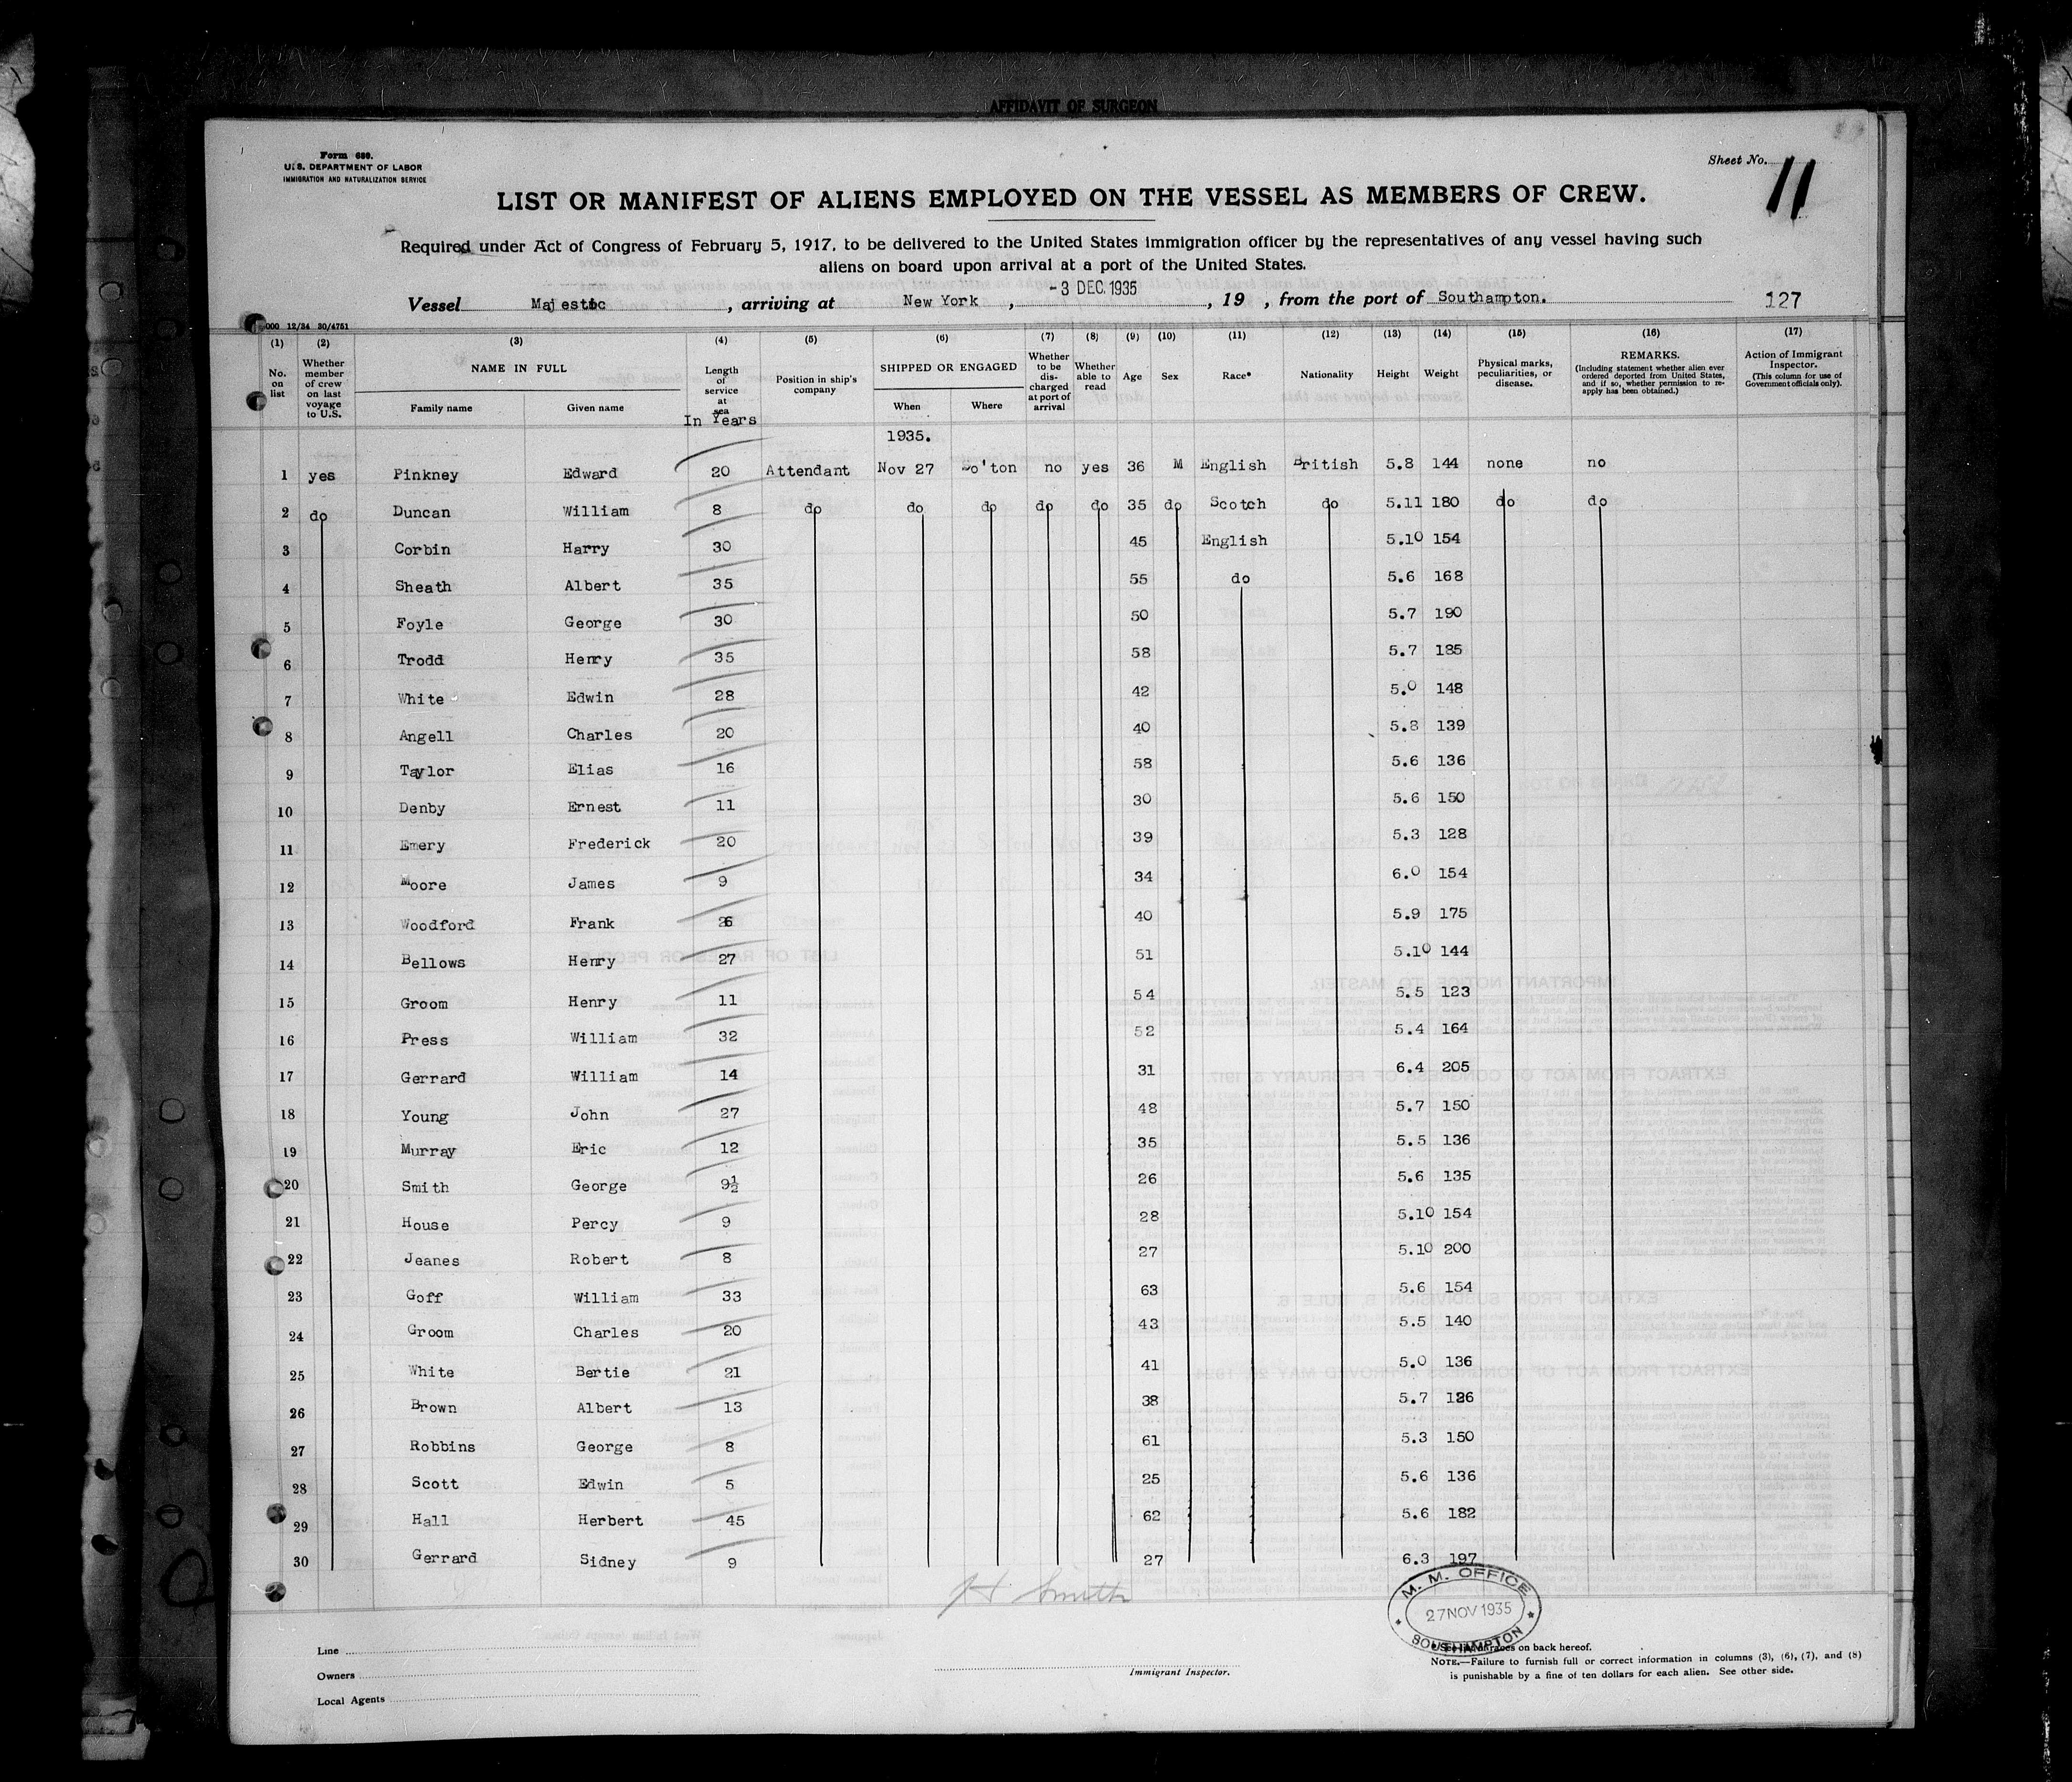 AFFIDAVIT OF SURGEON
Form 680.
U. S. DEPARTMENT OF LABOR
IMMIGRATION AND NATURALIZATION SERVICE
Sheet No. 11
LIST OR MANIFEST OF ALIENS EMPLOYED ON THE VESSEL AS MEMBERS OF CREW.
Required under Act of Congress of February 5, 1917, to be delivered to the United States immigration officer by the representatives of any vessel having such
aliens on board upon arrival at a port of the United States.
Vessel Majestic, arriving at New York, -3 DEC. 1935, 19 , from the port of Southampton. 127
000 12/34 30/4751
(1) (2) (3) (4) (5) (6) (7) (8) (9) (10) (11) (12) (13) (14) (15) (16) (17)
No. on list
Whether member of crew on last voyage to U.S.
NAME IN FULL
Family name Given name
Length of service at sea
In Years
Position in ship's company
SHIPPED OR ENGAGED
When Where
Whether to be discharged at port of arrival
Whether able to read
Age
Sex
Race*
Nationality
Height
Weight
Physical marks, peculiarities, or disease.
REMARKS.
(Including statement whether alien ever ordered deported from United States, and if so, whether permission to re-apply has been obtained.)
Action of Immigrant Inspector.
(This column for use of Government officials only).
1935.
1 yes Pinkney Edward 20 Attendant Nov 27 So'ton no yes 36 M English British 5.8 144 none no
2 do Duncan William 8 do do do do do 35 do Scotch do 5.11 180 do do
3 Corbin Harry 30 45 English 5.10 154
4 Sheath Albert 35 55 do 5.6 168
5 Foyle George 30 50 5.7 190
6 Trodd Henry 35 58 5.7 185
7 White Edwin 28 42 5.0 148
8 Angell Charles 20 40 5.8 139
9 Taylor Elias 16 58 5.6 136
10 Denby Ernest 11 30 5.6 150
11 Emery Frederick 20 39 5.3 128
12 Moore James 9 34 6.0 154
13 Woodford Frank 26 40 5.9 175
14 Bellows Henry 27 51 5.10 144
15 Groom Henry 11 54 5.5 123
16 Press William 32 52 5.4 164
17 Gerrard William 14 31 6.4 205
18 Young John 27 48 5.7 150
19 Murray Eric 12 35 5.5 136
20 Smith George 9½ 26 5.6 135
21 House Percy 9 28 5.10 154
22 Jeanes Robert 8 27 5.10 200
23 Goff William 33 63 5.6 154
24 Groom Charles 20 43 5.5 140
25 White Bertie 21 41 5.0 136
26 Brown Albert 13 38 5.7 126
27 Robbins George 8 61 5.3 150
28 Scott Edwin 5 25 5.6 136
29 Hall Herbert 45 62 5.6 182
30 Gerrard Sidney 9 27 6.3 197
H Smith
M. M. OFFICE
27 NOV 1935
SOUTHAMPTON
Line
Owners
Local Agents
Immigrant Inspector.
on back hereof.
NOTE.—Failure to furnish full or correct information in columns (3), (6), (7), and (8)
is punishable by a fine of ten dollars for each alien. See other side.